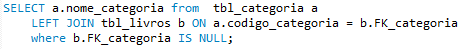 SELECT a.nome_categoria from  tbl_categoria a
LEFT JOIN tbl_livros b ON a.codigo_categoria = b.FK_categoria
where b.FK_categoria IS NULL;